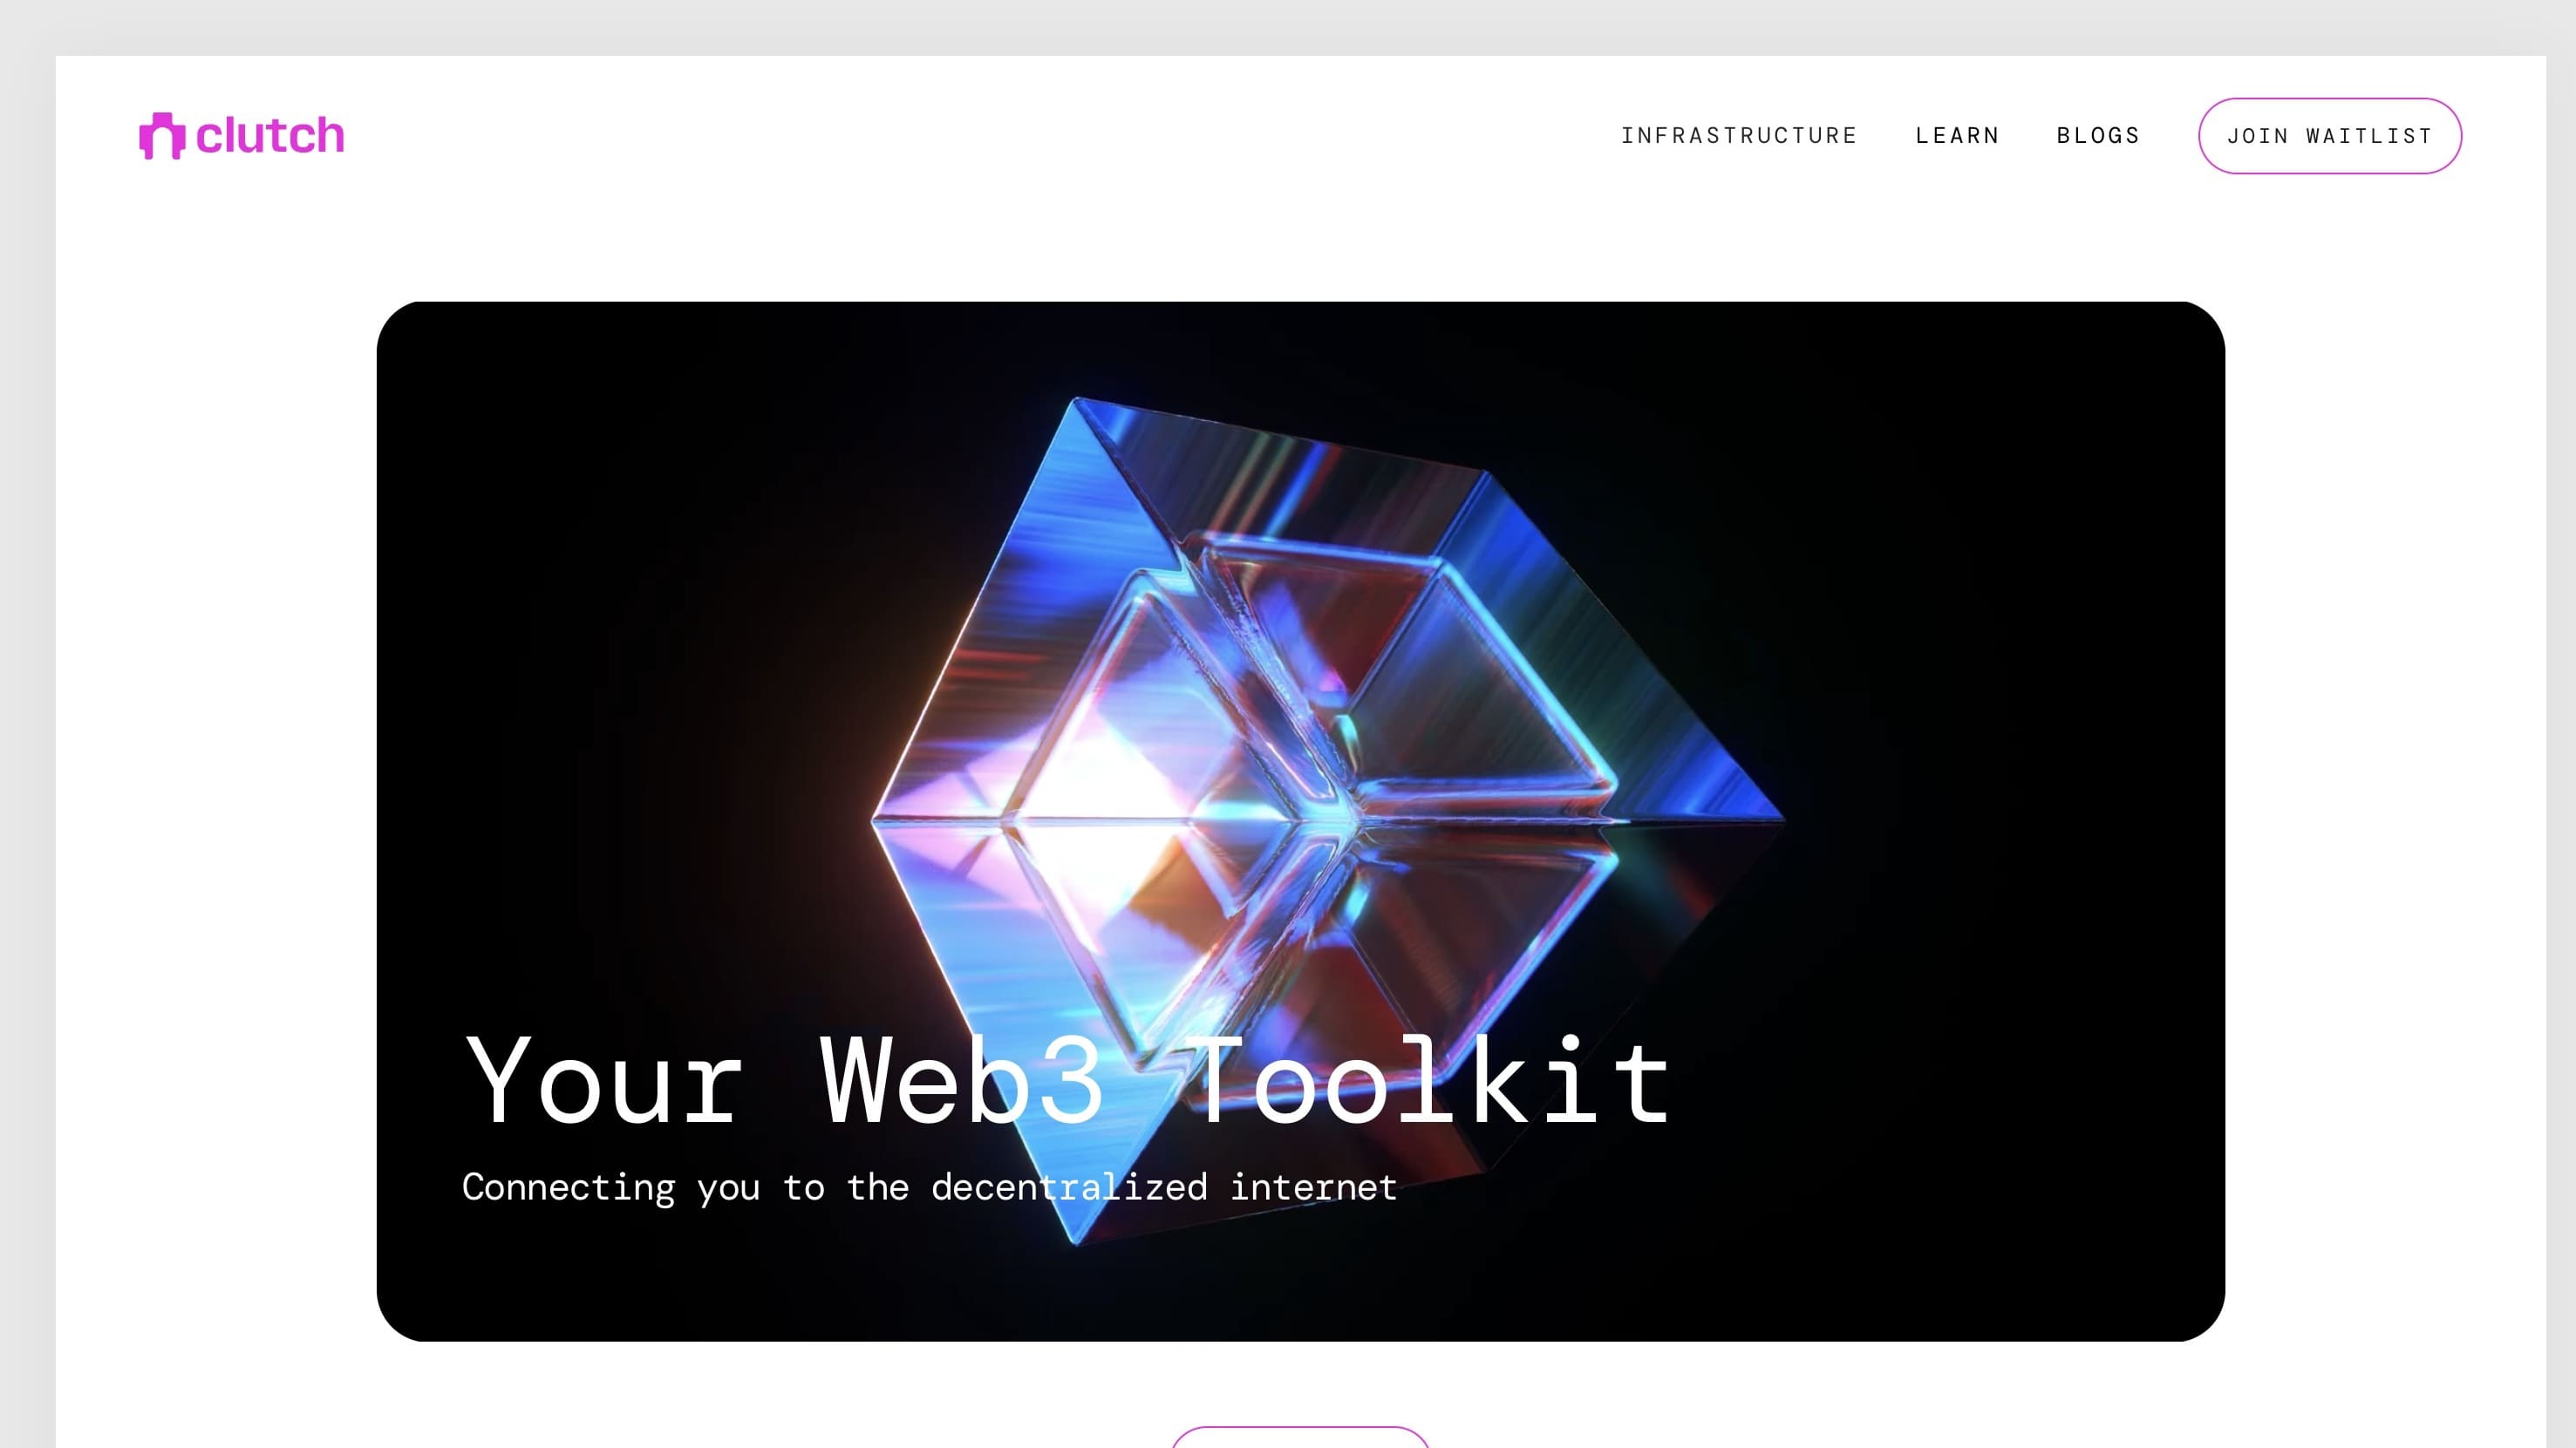 clutch
INFRASTRUCTURE LEARN BLOGS JOIN WAITLIST
Your Web3 Toolkit
Connecting you to the decentralized internet